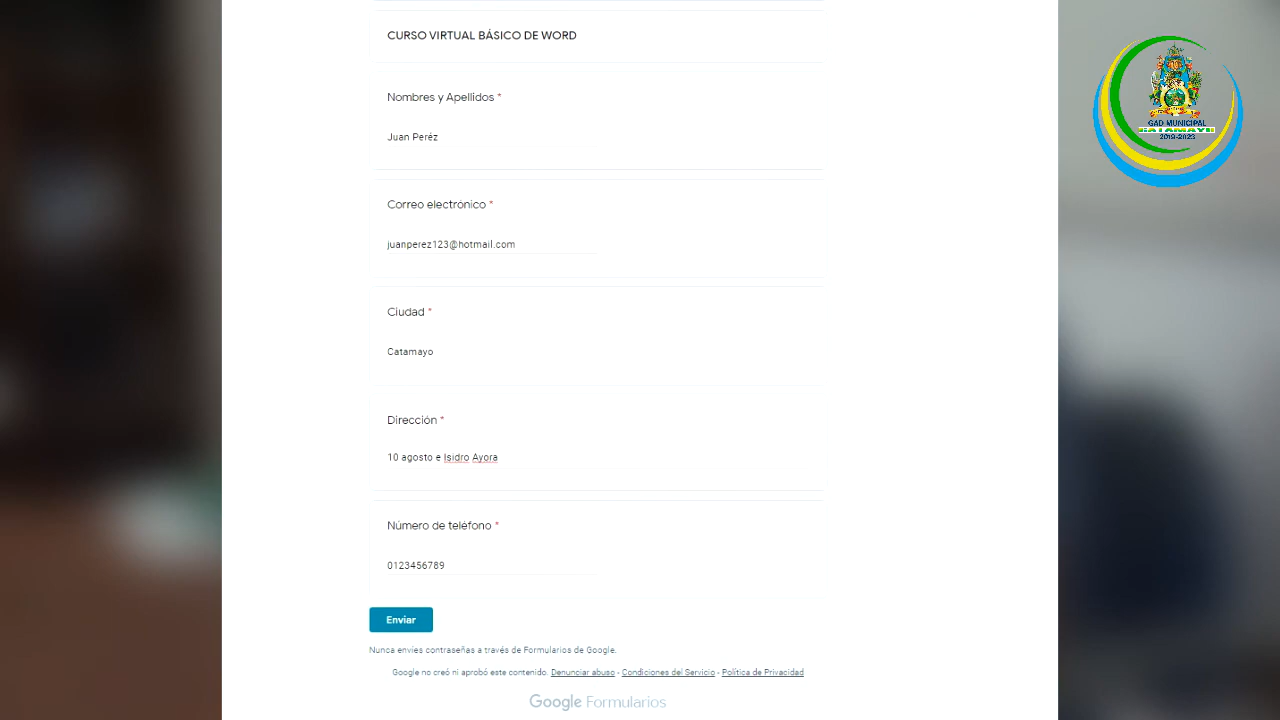 CURSO VIRTUAL BÁSICO DE WORD
Nombres y Apellidos *
Juan Peréz
Correo electrónico *
juanperez123@hotmail.com
Ciudad *
Catamayo
Dirección *
10 agosto e Isidro Ayora
Número de teléfono *
0123456789
Enviar
Nunca envíes contraseñas a través de Formularios de Google.
Google no creó ni aprobó este contenido. Denunciar abuso - Condiciones del Servicio - Política de Privacidad
Google Formularios
GAD MUNICIPAL
CATAMAYO
2019-2023